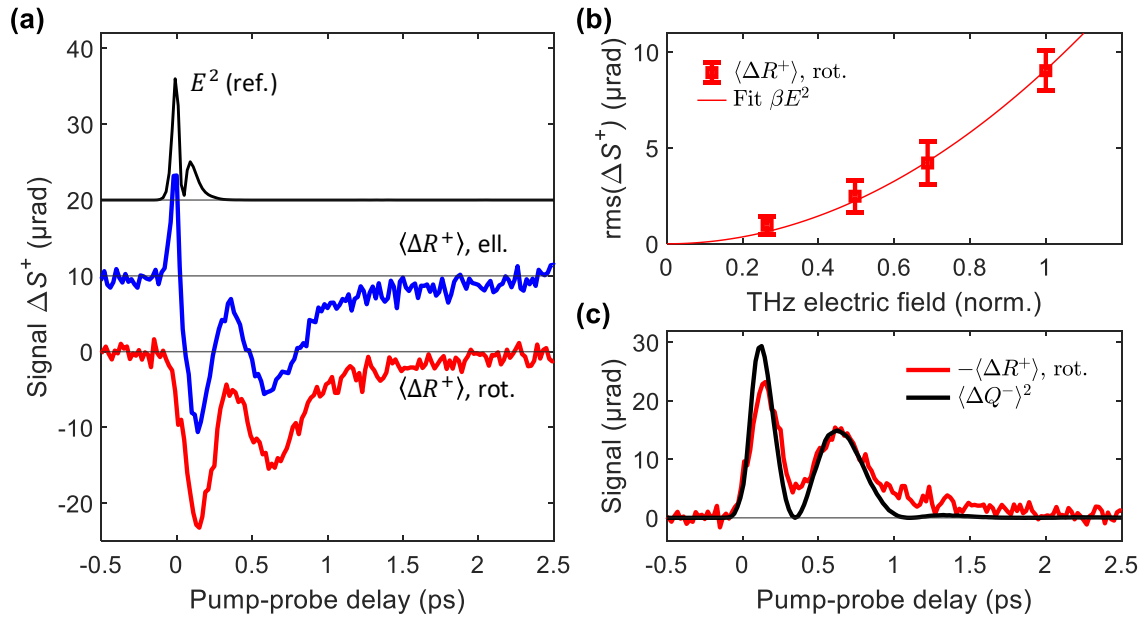 (a)
40
30
20
10
0
-10
-20
Signal ΔS⁺ (μrad)
E² (ref.)
⟨ΔR⁺⟩, ell.
⟨ΔR⁺⟩, rot.
-0.5 0 0.5 1 1.5 2 2.5
Pump-probe delay (ps)
(b)
10
5
0
rms(ΔS⁺) (μrad)
⟨ΔR⁺⟩, rot.
Fit βE²
0 0.2 0.4 0.6 0.8 1
THz electric field (norm.)
(c)
30
20
10
0
Signal (μrad)
−⟨ΔR⁺⟩, rot.
⟨ΔQ⁻⟩²
-0.5 0 0.5 1 1.5 2 2.5
Pump-probe delay (ps)